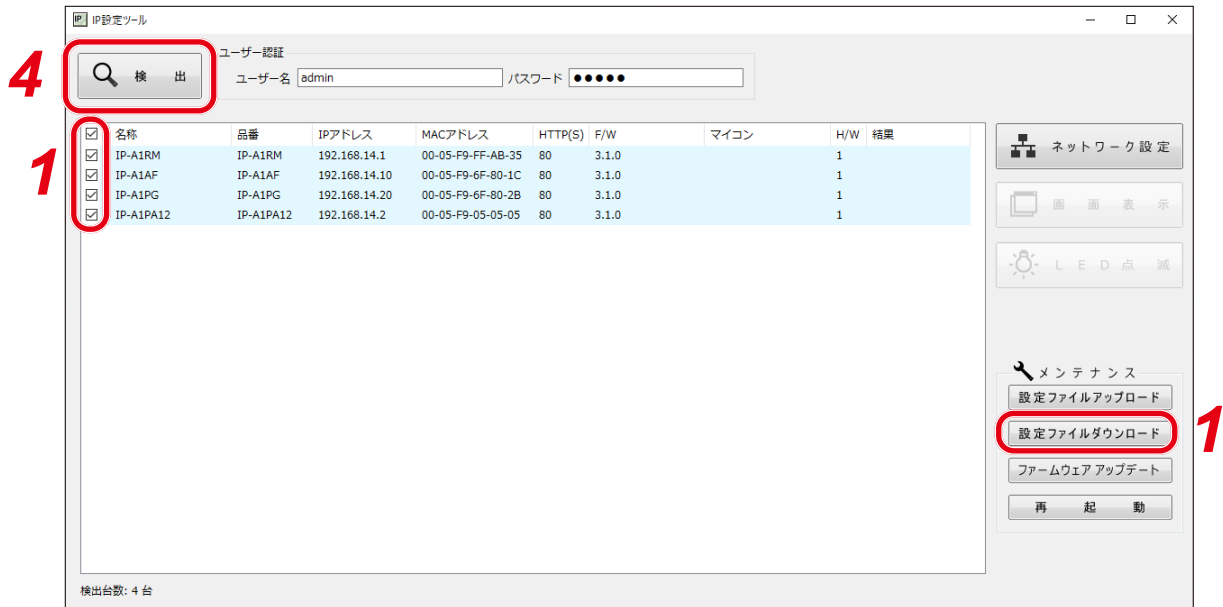 IP IP設定ツール
4
検 出
ユーザー認証
ユーザー名 admin パスワード ●●●●●
1
名称 品番 IPアドレス MACアドレス HTTP(S) F/W マイコン H/W 結果
IP-A1RM IP-A1RM 192.168.14.1 00-05-F9-FF-AB-35 80 3.1.0 1
IP-A1AF IP-A1AF 192.168.14.10 00-05-F9-6F-80-1C 80 3.1.0 1
IP-A1PG IP-A1PG 192.168.14.20 00-05-F9-6F-80-2B 80 3.1.0 1
IP-A1PA12 IP-A1PA12 192.168.14.2 00-05-F9-05-05-05 80 3.1.0 1
ネットワーク設定
画面表示
LED点滅
メンテナンス
設定ファイルアップロード
設定ファイルダウンロード
1
ファームウェア アップデート
再起動
検出台数: 4 台